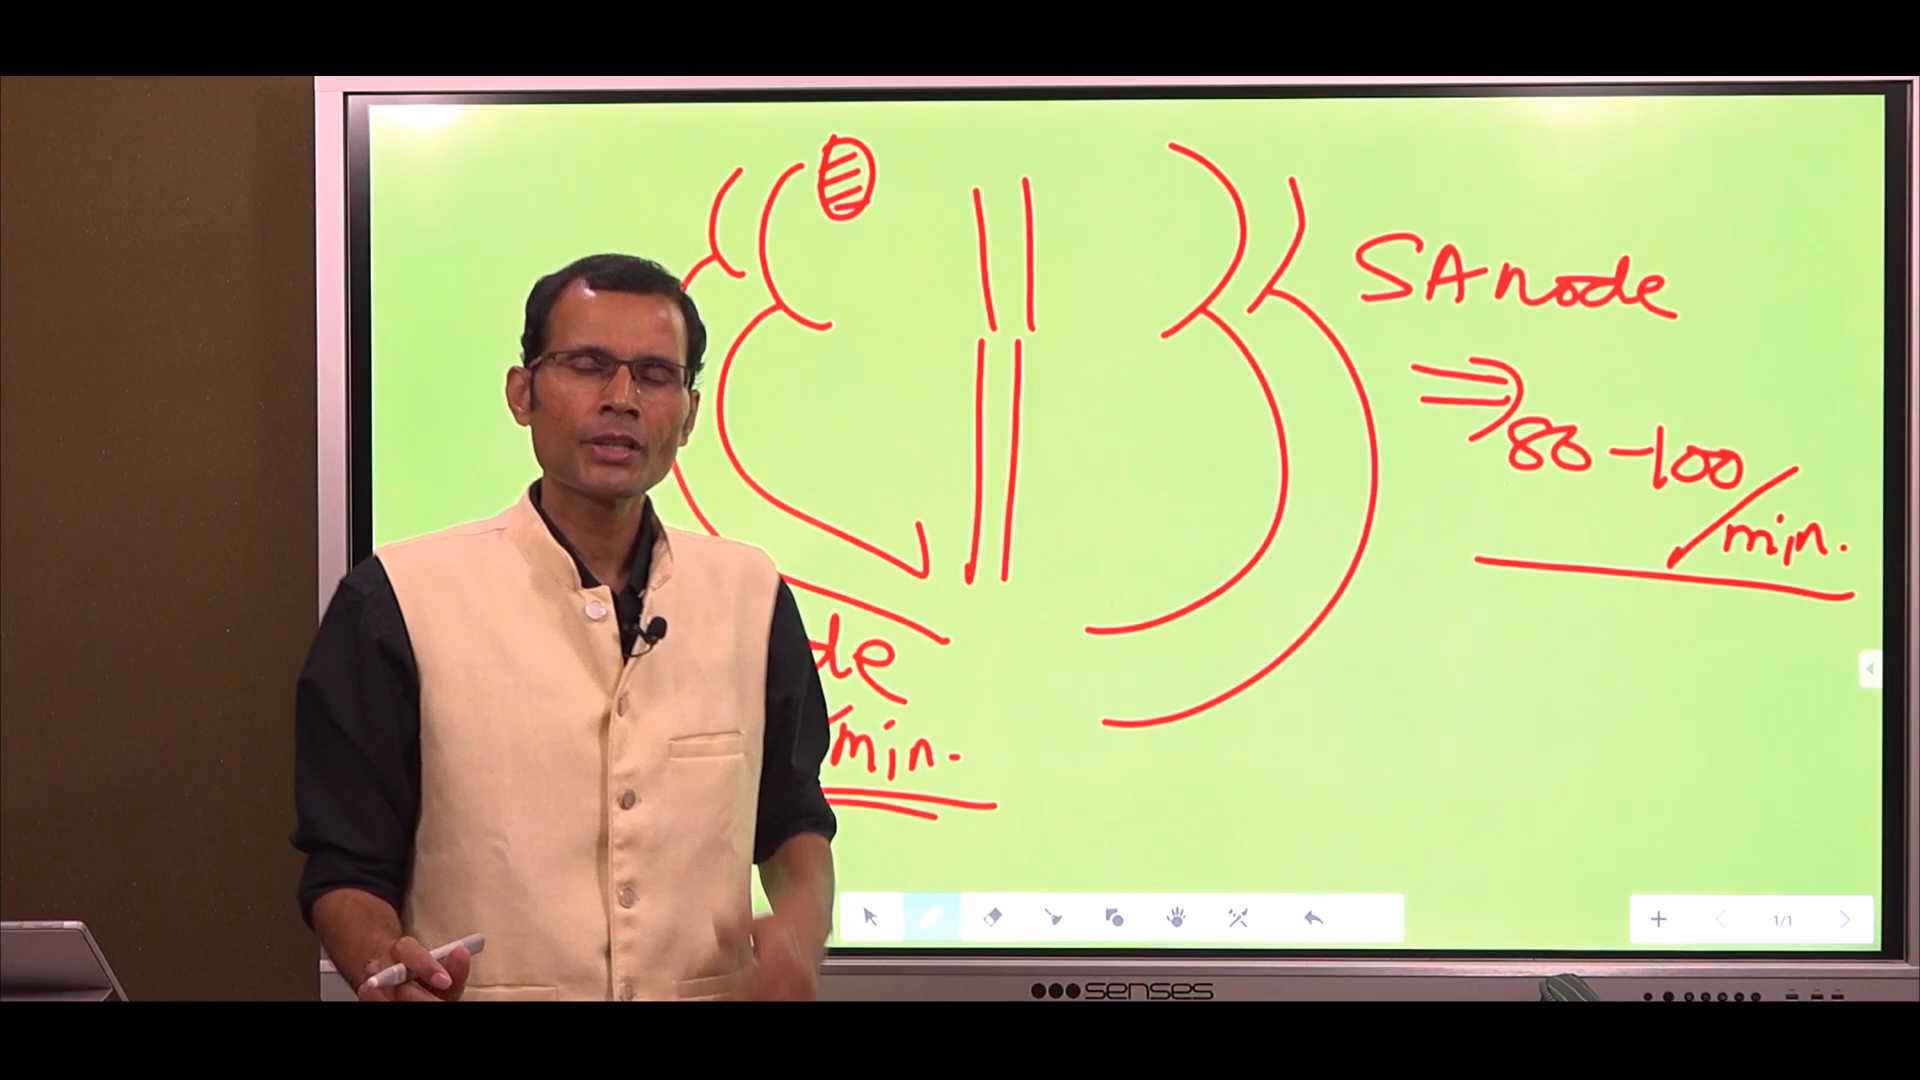 SA node
⇒ 80-100/
min.
de
/min.
1/1
senses